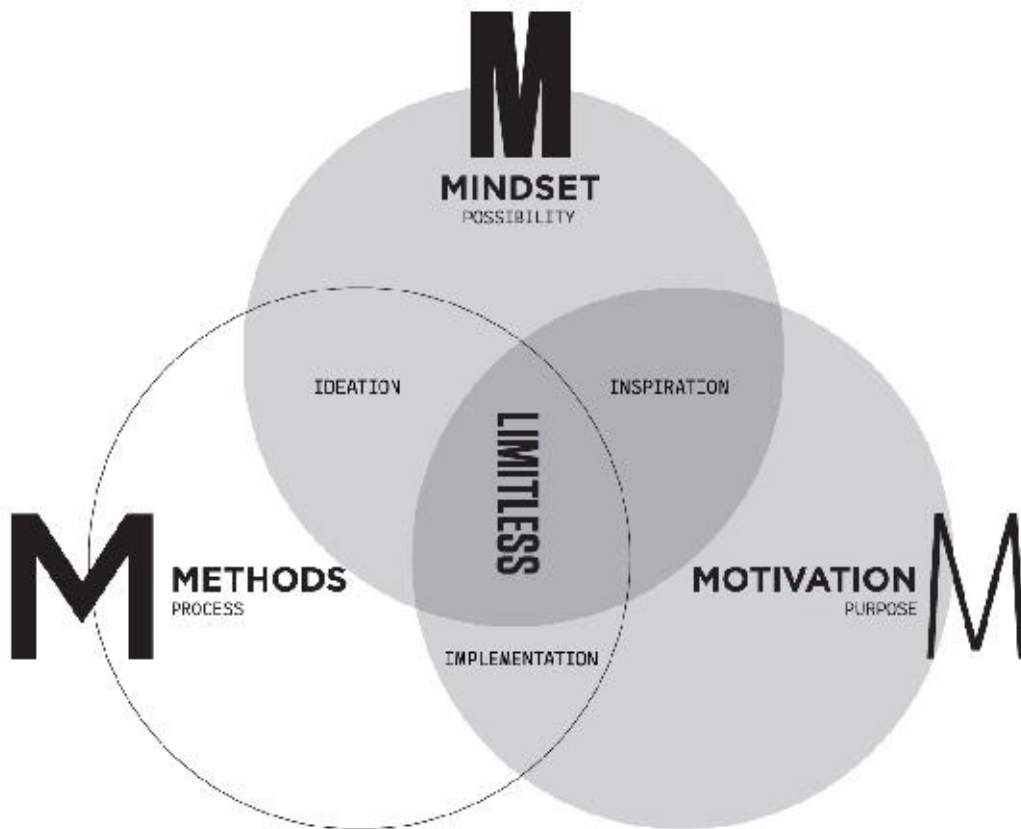 M
MINDSET
POSSIBILITY
IDEATION
INSPIRATION
LIMITLESS
M
METHODS
PROCESS
MOTIVATION
PURPOSE
M
IMPLEMENTATION